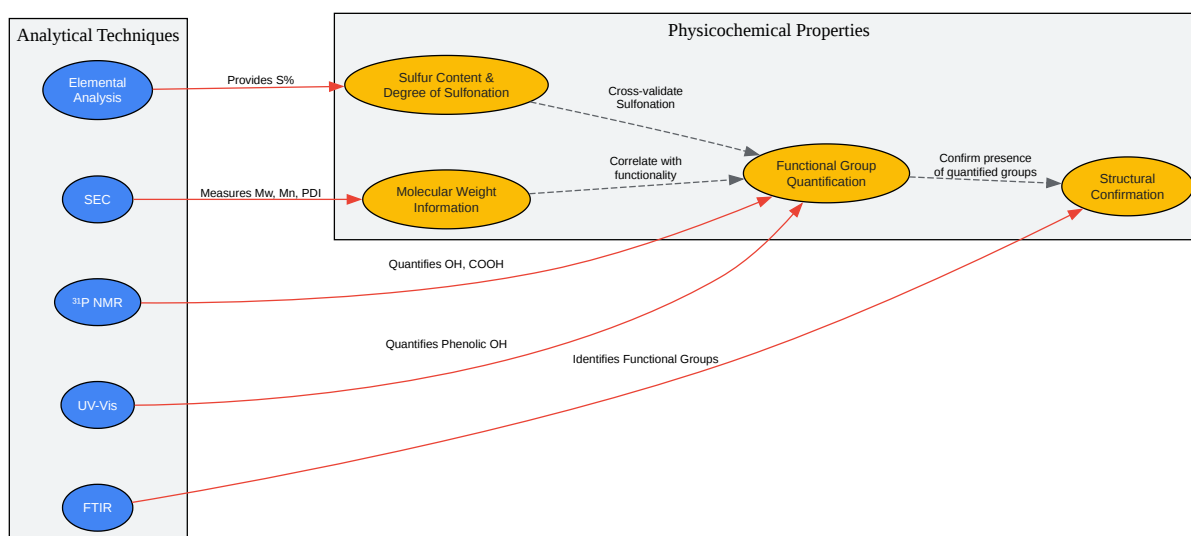 Analytical Techniques
Physicochemical Properties
Elemental
Analysis
Provides S%
Sulfur Content &
Degree of Sulfonation
Cross-validate
Sulfonation
SEC
Measures Mw, Mn, PDI
Molecular Weight
Information
Correlate with
functionality
Functional Group
Quantification
Confirm presence
of quantified groups
Structural
Confirmation
³¹P NMR
Quantifies OH, COOH
UV-Vis
Quantifies Phenolic OH
FTIR
Identifies Functional Groups